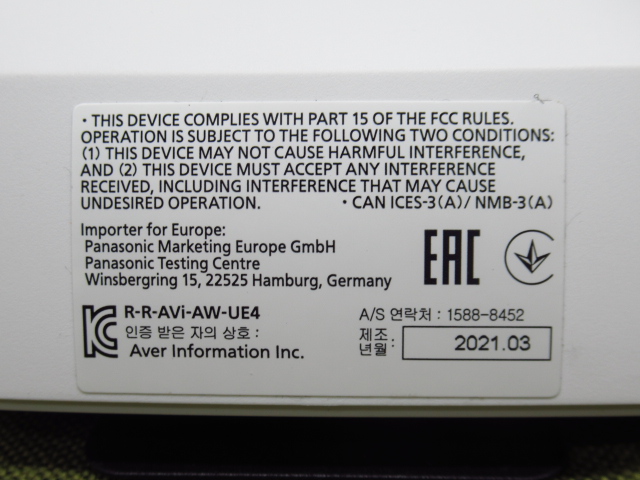 • THIS DEVICE COMPLIES WITH PART 15 OF THE FCC RULES.
OPERATION IS SUBJECT TO THE FOLLOWING TWO CONDITIONS:
(1) THIS DEVICE MAY NOT CAUSE HARMFUL INTERFERENCE,
AND (2) THIS DEVICE MUST ACCEPT ANY INTERFERENCE
RECEIVED, INCLUDING INTERFERENCE THAT MAY CAUSE
UNDESIRED OPERATION. • CAN ICES-3(A)/ NMB-3(A)
Importer for Europe:
Panasonic Marketing Europe GmbH
Panasonic Testing Centre
Winsbergring 15, 22525 Hamburg, Germany
EAC
R-R-AVi-AW-UE4
인증 받은 자의 상호 :
Aver Information Inc.
A/S 연락처 : 1588-8452
제조
년월 : 2021.03